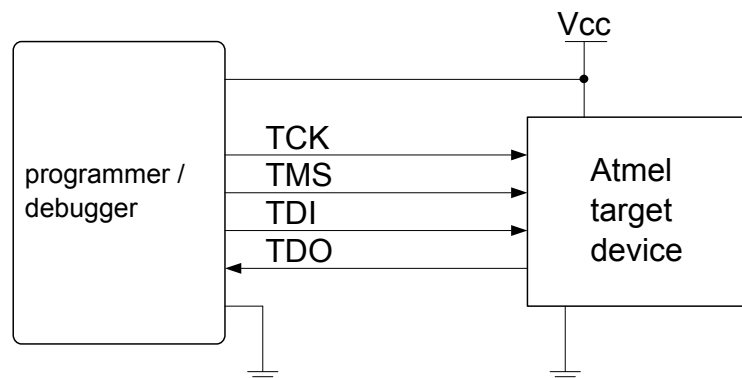 Vcc
programmer /
debugger
TCK
TMS
TDI
TDO
Atmel
target
device